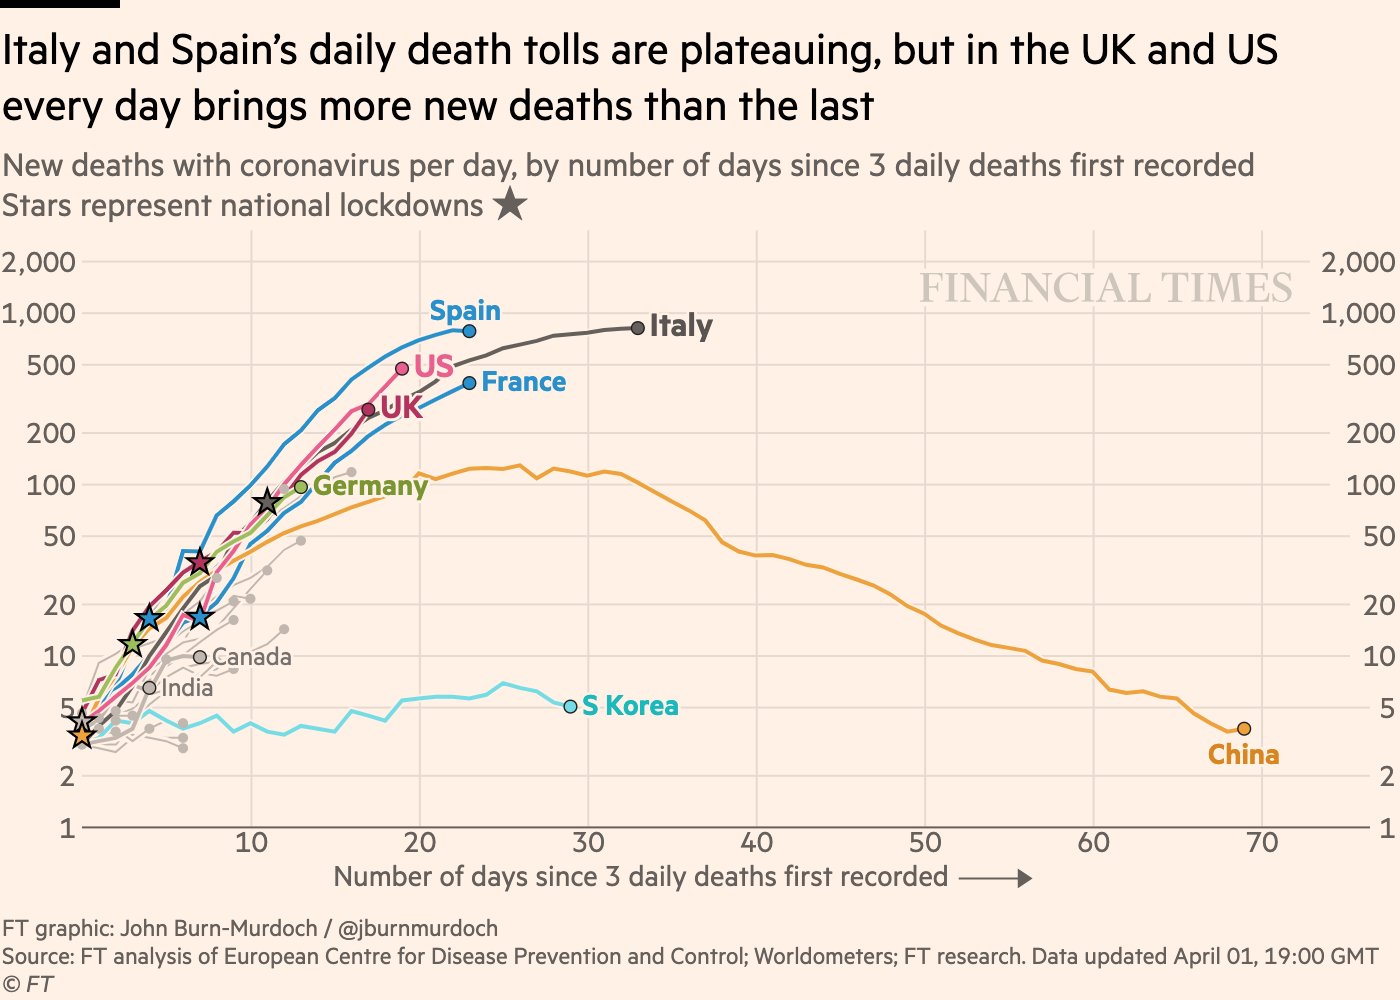 Italy and Spain’s daily death tolls are plateauing, but in the UK and US
every day brings more new deaths than the last
New deaths with coronavirus per day, by number of days since 3 daily deaths first recorded
Stars represent national lockdowns ★
FINANCIAL TIMES
2,000 2,000
1,000 1,000
500 500
200 200
100 100
50 50
20 20
10 10
5 5
2 2
1 1
Spain
Italy
US
France
UK
Germany
Canada
India
S Korea
China
10 20 30 40 50 60 70
Number of days since 3 daily deaths first recorded
FT graphic: John Burn-Murdoch / @jburnmurdoch
Source: FT analysis of European Centre for Disease Prevention and Control; Worldometers; FT research. Data updated April 01, 19:00 GMT
© FT